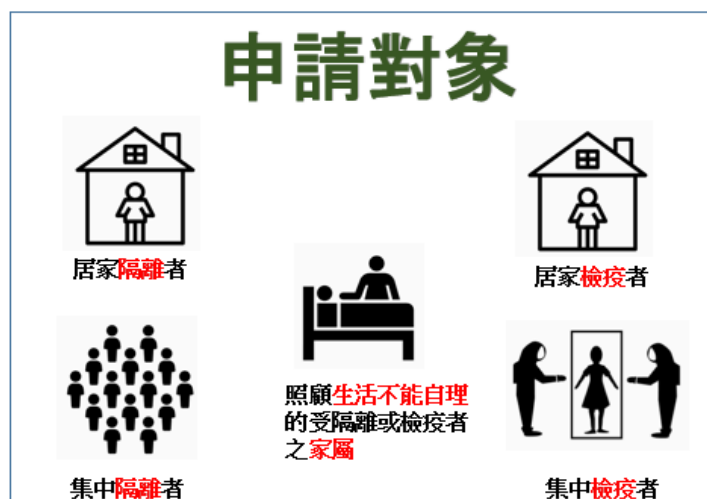 申請對象
居家隔離者
居家檢疫者
照顧生活不能自理
的受隔離或檢疫者
之家屬
集中隔離者
集中檢疫者